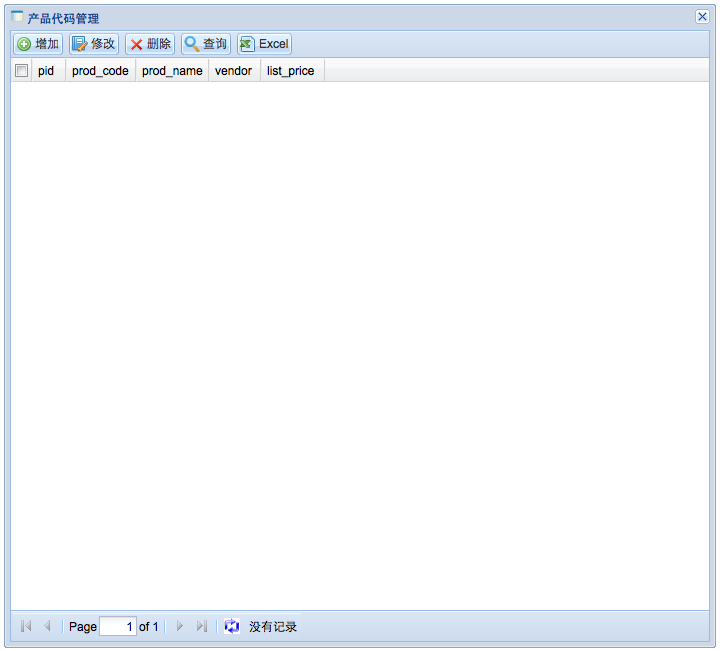 产品代码管理
增加 修改 删除 查询 Excel
pid prod_code prod_name vendor list_price
Page 1 of 1 没有记录